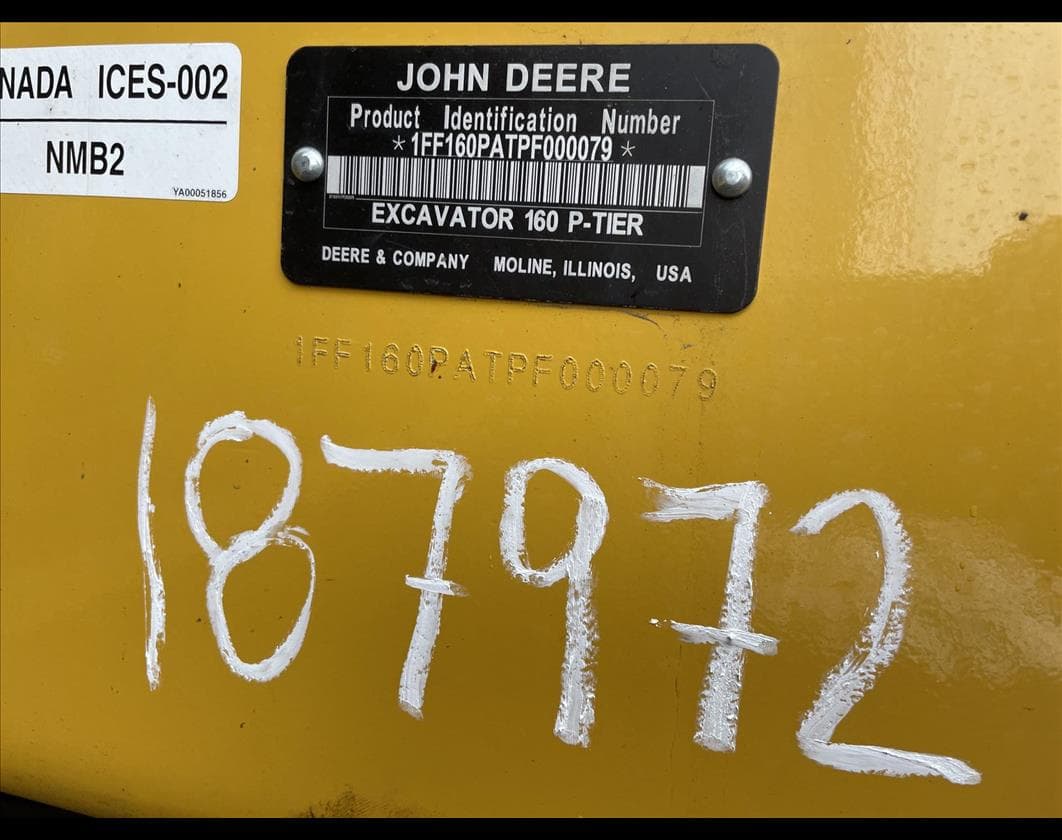 NADA ICES-002
NMB2
YA00051856
JOHN DEERE
Product Identification Number
*1FF160PATPF000079*
EXCAVATOR 160 P-TIER
DEERE & COMPANY MOLINE, ILLINOIS, USA
1FF160PATPF000079
187972